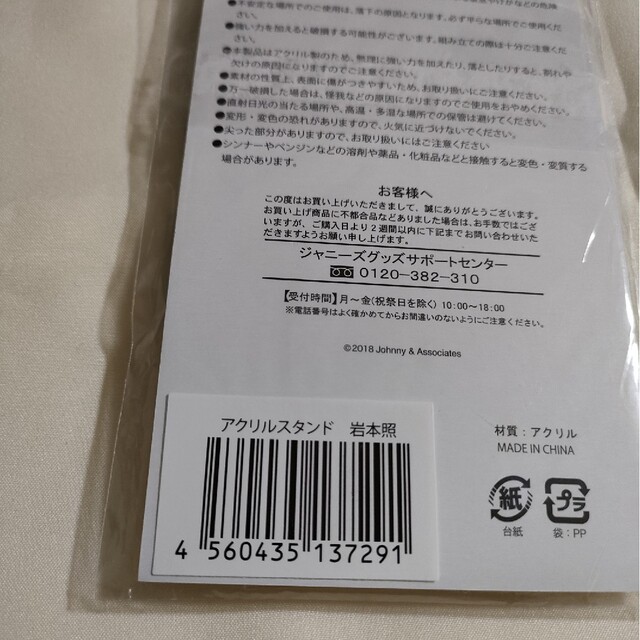 ●不安定な場所でのご使用は、落下の原因となります。必ず平らな場所でご使用くだ
さい。
●強い力を加えると破損する可能性がございます。組み立ての際は十分ご注意くださ
い。
●本製品はアクリル製のため、無理に強い力を加えたり、落としたりすると、割れや
欠けの原因になりますのでご注意ください。
●素材の性質上、表面に傷がつきやすいため、お取り扱いにご注意ください。
●万一破損した場合は、怪我などの原因になりますのでご使用をおやめください。
●直射日光の当たる場所や、高温・多湿な場所での保管は避けてください。
●変形・変色の恐れがありますので、火気に近づけないでください。
●尖った部分がありますので、お取り扱いにはご注意ください
●シンナーやベンジンなどの溶剤や薬品・化粧品などと接触すると変色・変質する
場合があります。
お客様へ
この度はお買い上げいただきまして、誠にありがとうございます。
お買い上げ商品に不都合品などありました場合は、お手数ではござ
いますが、ご購入日より2週間以内に下記までお問い合わせいた
だきますようお願い申し上げます。
ジャニーズグッズサポートセンター
0120-382-310
【受付時間】月〜金(祝祭日を除く) 10:00〜18:00
※電話番号はよく確かめてからお間違いのないようにご注意ください。
©2018 Johnny & Associates
アクリルスタンド 岩本照
4 560435 137291
材質：アクリル
MADE IN CHINA
紙
台紙
プラ
袋：PP